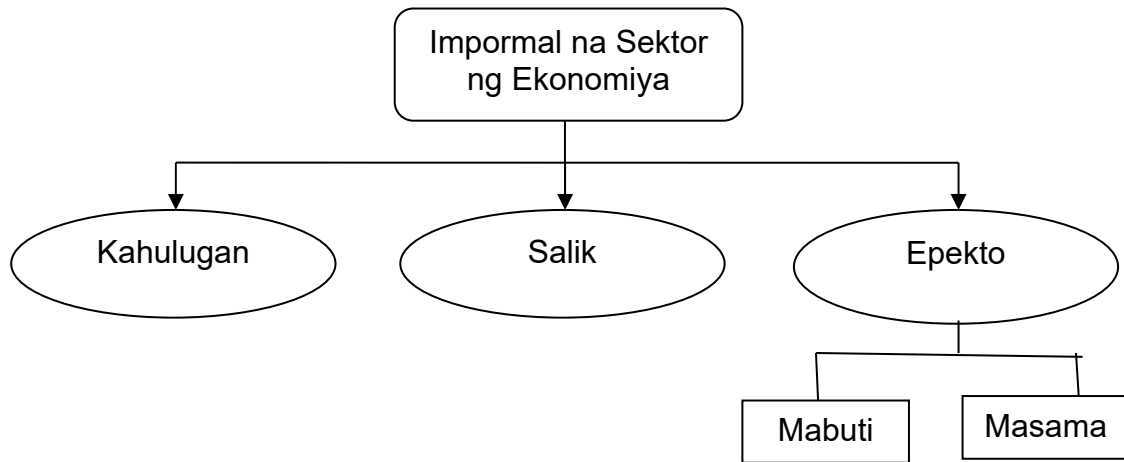 Impormal na Sektor
ng Ekonomiya
Kahulugan
Salik
Epekto
Mabuti
Masama